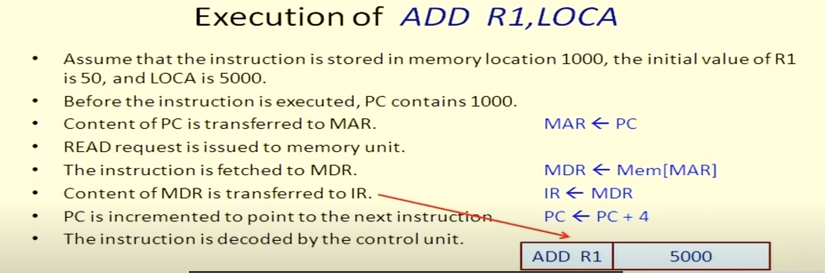 Execution of ADD R1,LOCA
• Assume that the instruction is stored in memory location 1000, the initial value of R1
is 50, and LOCA is 5000.
• Before the instruction is executed, PC contains 1000.
• Content of PC is transferred to MAR. MAR ← PC
• READ request is issued to memory unit.
• The instruction is fetched to MDR. MDR ← Mem[MAR]
• Content of MDR is transferred to IR. IR ← MDR
• PC is incremented to point to the next instruction PC ← PC + 4
• The instruction is decoded by the control unit.
ADD R1 5000